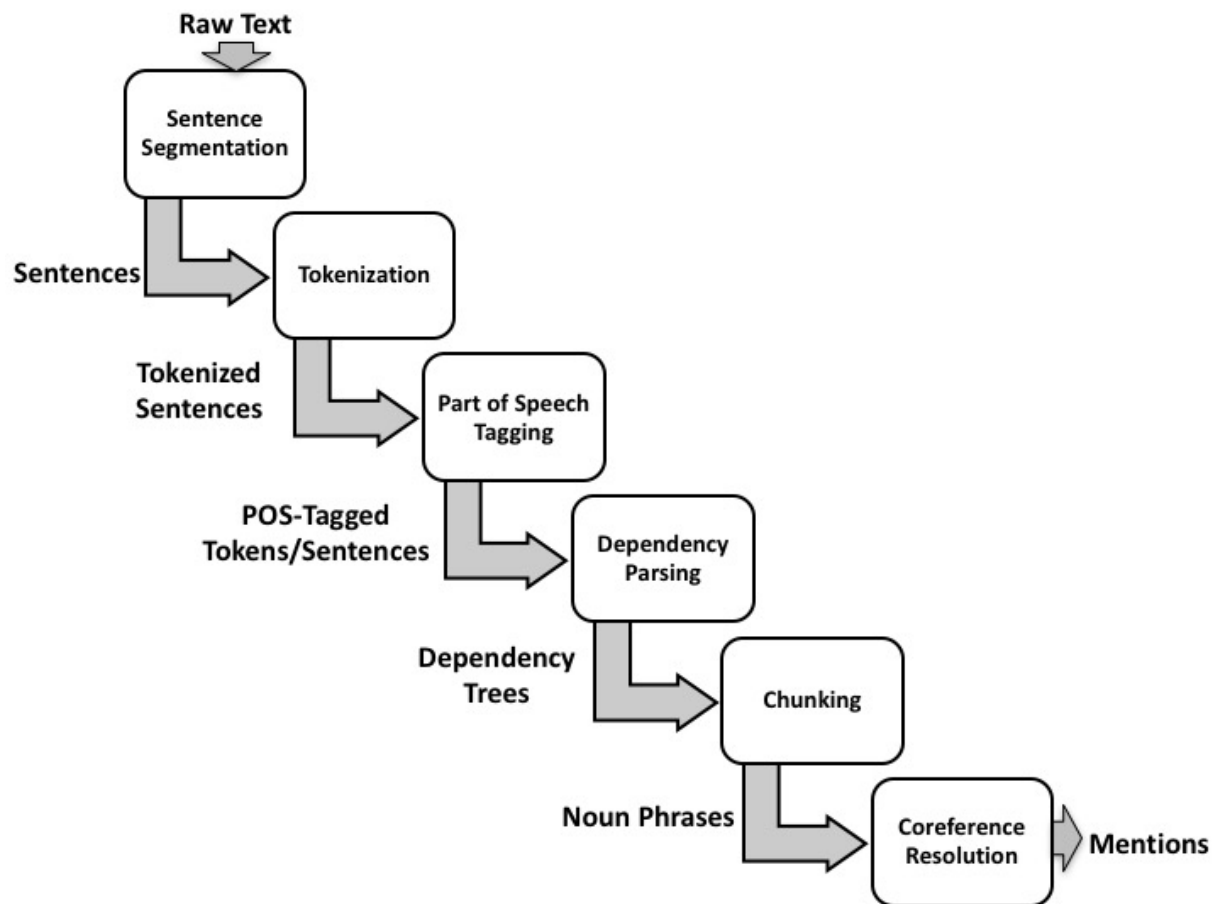 Raw Text
Sentence
Segmentation
Sentences
Tokenization
Tokenized
Sentences
Part of Speech
Tagging
POS-Tagged
Tokens/Sentences
Dependency
Parsing
Dependency
Trees
Chunking
Noun Phrases
Coreference
Resolution
Mentions